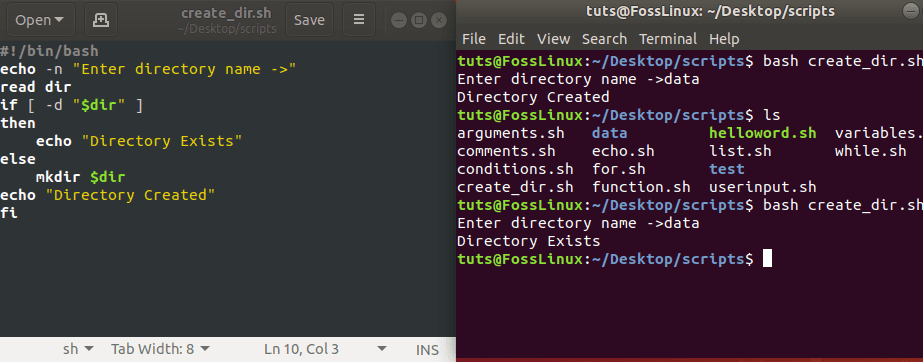 Open
create_dir.sh
~/Desktop/scripts
Save
#!/bin/bash
echo -n "Enter directory name ->"
read dir
if [ -d "$dir" ]
then
    echo "Directory Exists"
else
    mkdir $dir
echo "Directory Created"
fi
sh Tab Width: 8 Ln 10, Col 3 INS
tuts@FossLinux: ~/Desktop/scripts
File Edit View Search Terminal Help
tuts@FossLinux:~/Desktop/scripts$ bash create_dir.sh
Enter directory name ->data
Directory Created
tuts@FossLinux:~/Desktop/scripts$ ls
arguments.sh data helloword.sh variables.
comments.sh echo.sh list.sh while.sh
conditions.sh for.sh test
create_dir.sh function.sh userinput.sh
tuts@FossLinux:~/Desktop/scripts$ bash create_dir.sh
Enter directory name ->data
Directory Exists
tuts@FossLinux:~/Desktop/scripts$